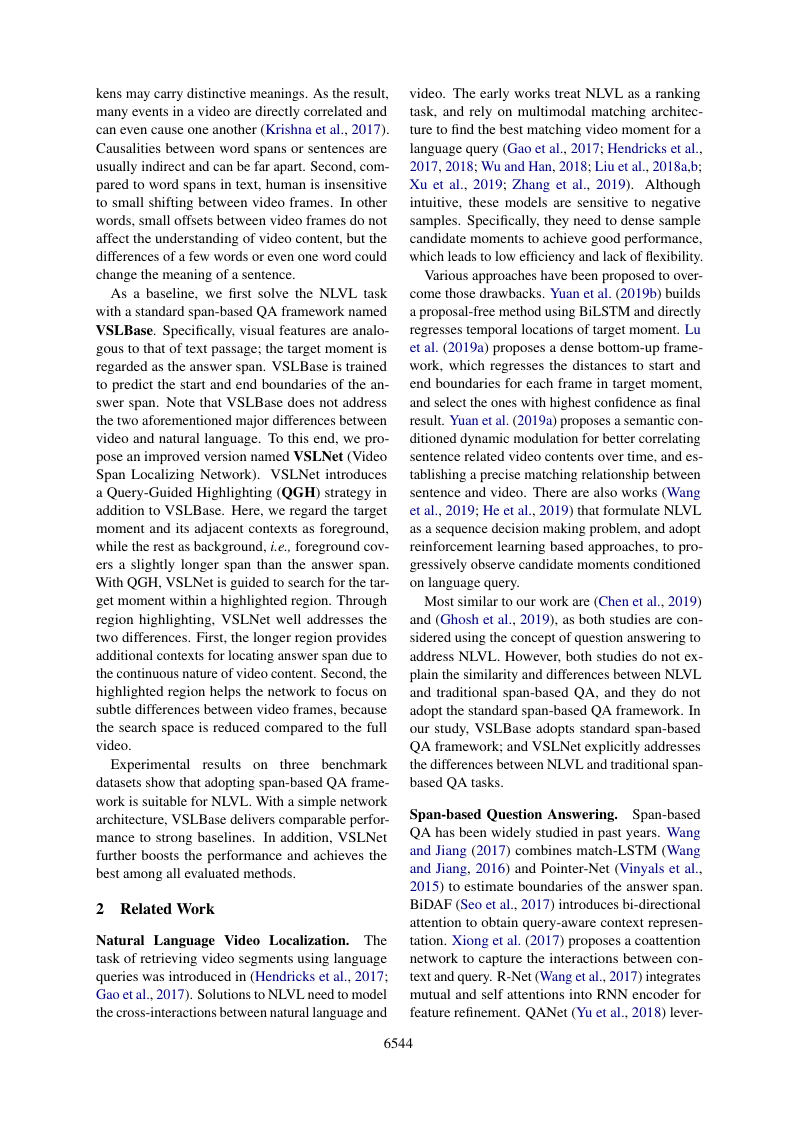 kens may carry distinctive meanings. As the result,
many events in a video are directly correlated and
can even cause one another (Krishna et al., 2017).
Causalities between word spans or sentences are
usually indirect and can be far apart. Second, com-
pared to word spans in text, human is insensitive
to small shifting between video frames. In other
words, small offsets between video frames do not
affect the understanding of video content, but the
differences of a few words or even one word could
change the meaning of a sentence.
As a baseline, we first solve the NLVL task
with a standard span-based QA framework named
VSLBase. Specifically, visual features are analo-
gous to that of text passage; the target moment is
regarded as the answer span. VSLBase is trained
to predict the start and end boundaries of the an-
swer span. Note that VSLBase does not address
the two aforementioned major differences between
video and natural language. To this end, we pro-
pose an improved version named VSLNet (Video
Span Localizing Network). VSLNet introduces
a Query-Guided Highlighting (QGH) strategy in
addition to VSLBase. Here, we regard the target
moment and its adjacent contexts as foreground,
while the rest as background, i.e., foreground cov-
ers a slightly longer span than the answer span.
With QGH, VSLNet is guided to search for the tar-
get moment within a highlighted region. Through
region highlighting, VSLNet well addresses the
two differences. First, the longer region provides
additional contexts for locating answer span due to
the continuous nature of video content. Second, the
highlighted region helps the network to focus on
subtle differences between video frames, because
the search space is reduced compared to the full
video.
Experimental results on three benchmark
datasets show that adopting span-based QA frame-
work is suitable for NLVL. With a simple network
architecture, VSLBase delivers comparable perfor-
mance to strong baselines. In addition, VSLNet
further boosts the performance and achieves the
best among all evaluated methods.
2 Related Work
Natural Language Video Localization. The
task of retrieving video segments using language
queries was introduced in (Hendricks et al., 2017;
Gao et al., 2017). Solutions to NLVL need to model
the cross-interactions between natural language and
video. The early works treat NLVL as a ranking
task, and rely on multimodal matching architec-
ture to find the best matching video moment for a
language query (Gao et al., 2017; Hendricks et al.,
2017, 2018; Wu and Han, 2018; Liu et al., 2018a,b;
Xu et al., 2019; Zhang et al., 2019). Although
intuitive, these models are sensitive to negative
samples. Specifically, they need to dense sample
candidate moments to achieve good performance,
which leads to low efficiency and lack of flexibility.
Various approaches have been proposed to over-
come those drawbacks. Yuan et al. (2019b) builds
a proposal-free method using BiLSTM and directly
regresses temporal locations of target moment. Lu
et al. (2019a) proposes a dense bottom-up frame-
work, which regresses the distances to start and
end boundaries for each frame in target moment,
and select the ones with highest confidence as final
result. Yuan et al. (2019a) proposes a semantic con-
ditioned dynamic modulation for better correlating
sentence related video contents over time, and es-
tablishing a precise matching relationship between
sentence and video. There are also works (Wang
et al., 2019; He et al., 2019) that formulate NLVL
as a sequence decision making problem, and adopt
reinforcement learning based approaches, to pro-
gressively observe candidate moments conditioned
on language query.
Most similar to our work are (Chen et al., 2019)
and (Ghosh et al., 2019), as both studies are con-
sidered using the concept of question answering to
address NLVL. However, both studies do not ex-
plain the similarity and differences between NLVL
and traditional span-based QA, and they do not
adopt the standard span-based QA framework. In
our study, VSLBase adopts standard span-based
QA framework; and VSLNet explicitly addresses
the differences between NLVL and traditional span-
based QA tasks.
Span-based Question Answering. Span-based
QA has been widely studied in past years. Wang
and Jiang (2017) combines match-LSTM (Wang
and Jiang, 2016) and Pointer-Net (Vinyals et al.,
2015) to estimate boundaries of the answer span.
BiDAF (Seo et al., 2017) introduces bi-directional
attention to obtain query-aware context represen-
tation. Xiong et al. (2017) proposes a coattention
network to capture the interactions between con-
text and query. R-Net (Wang et al., 2017) integrates
mutual and self attentions into RNN encoder for
feature refinement. QANet (Yu et al., 2018) lever-
6544